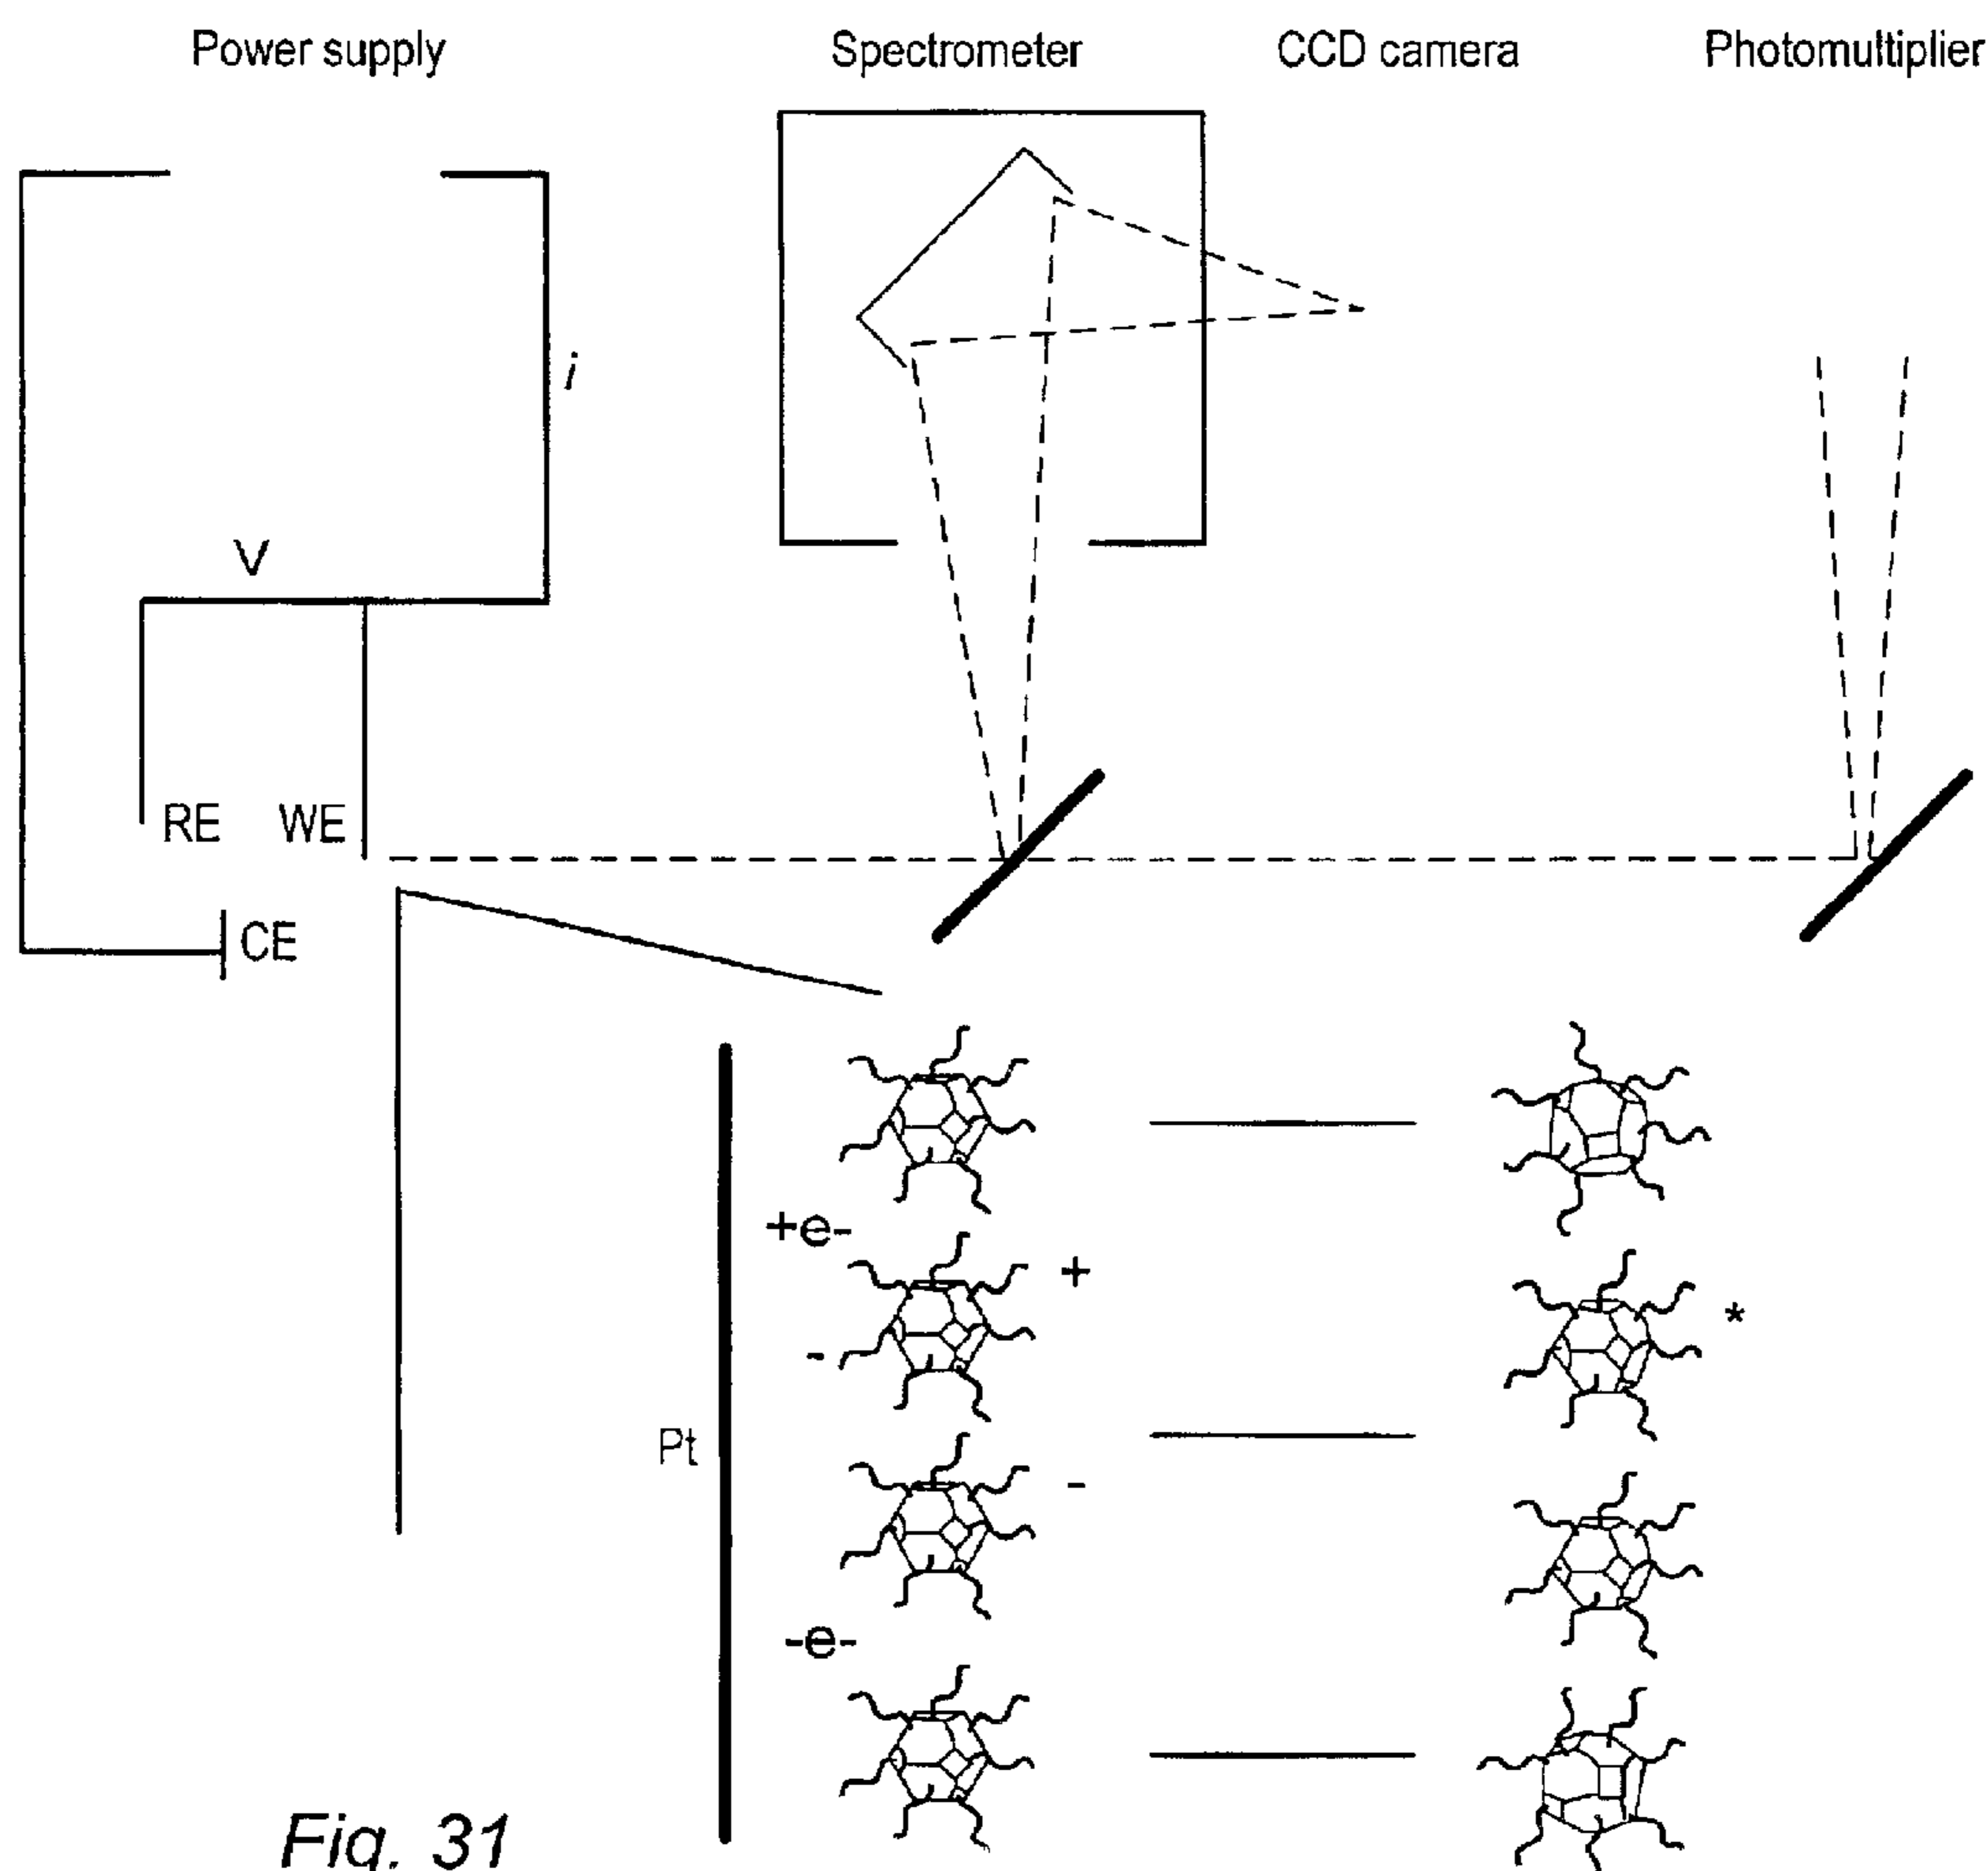 Power supply
Spectrometer
CCD camera
Photomultiplier
i
V
RE
WE
CE
+e-
+
-
*
Pt
-
-e-
Fig. 31